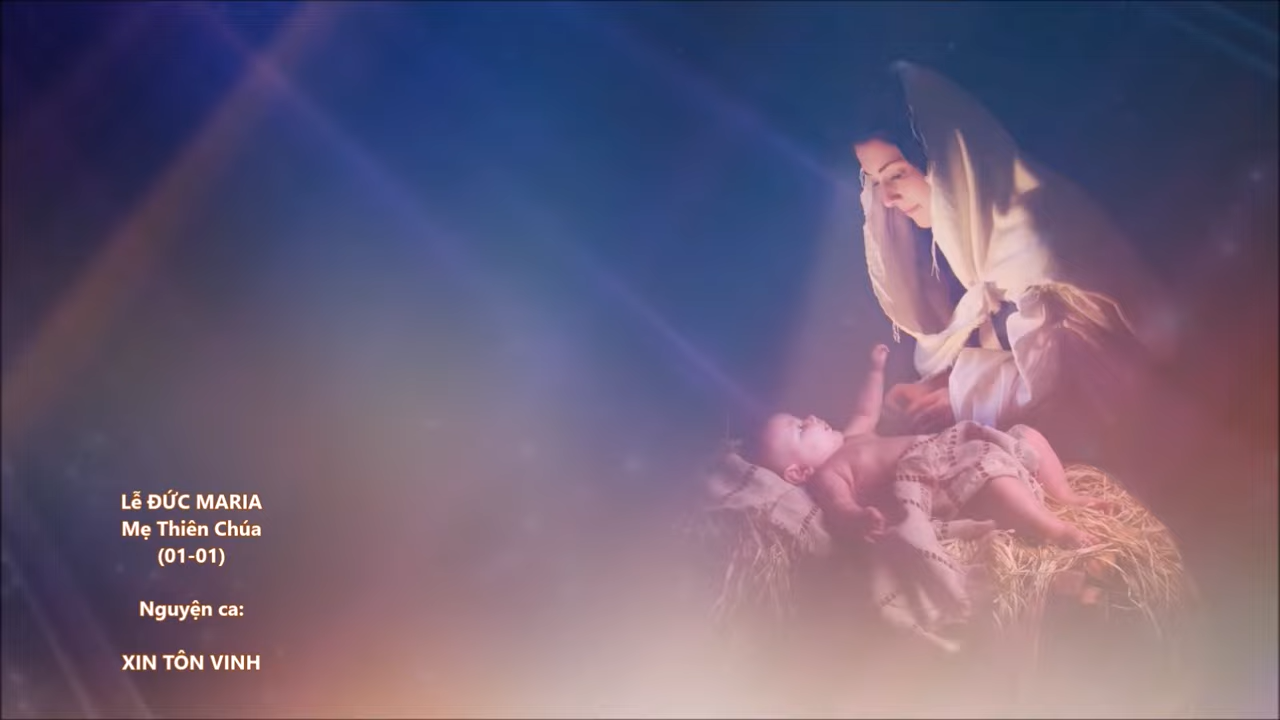 Lễ ĐỨC MARIA
Mẹ Thiên Chúa
(01-01)
Nguyện ca:
XIN TÔN VINH